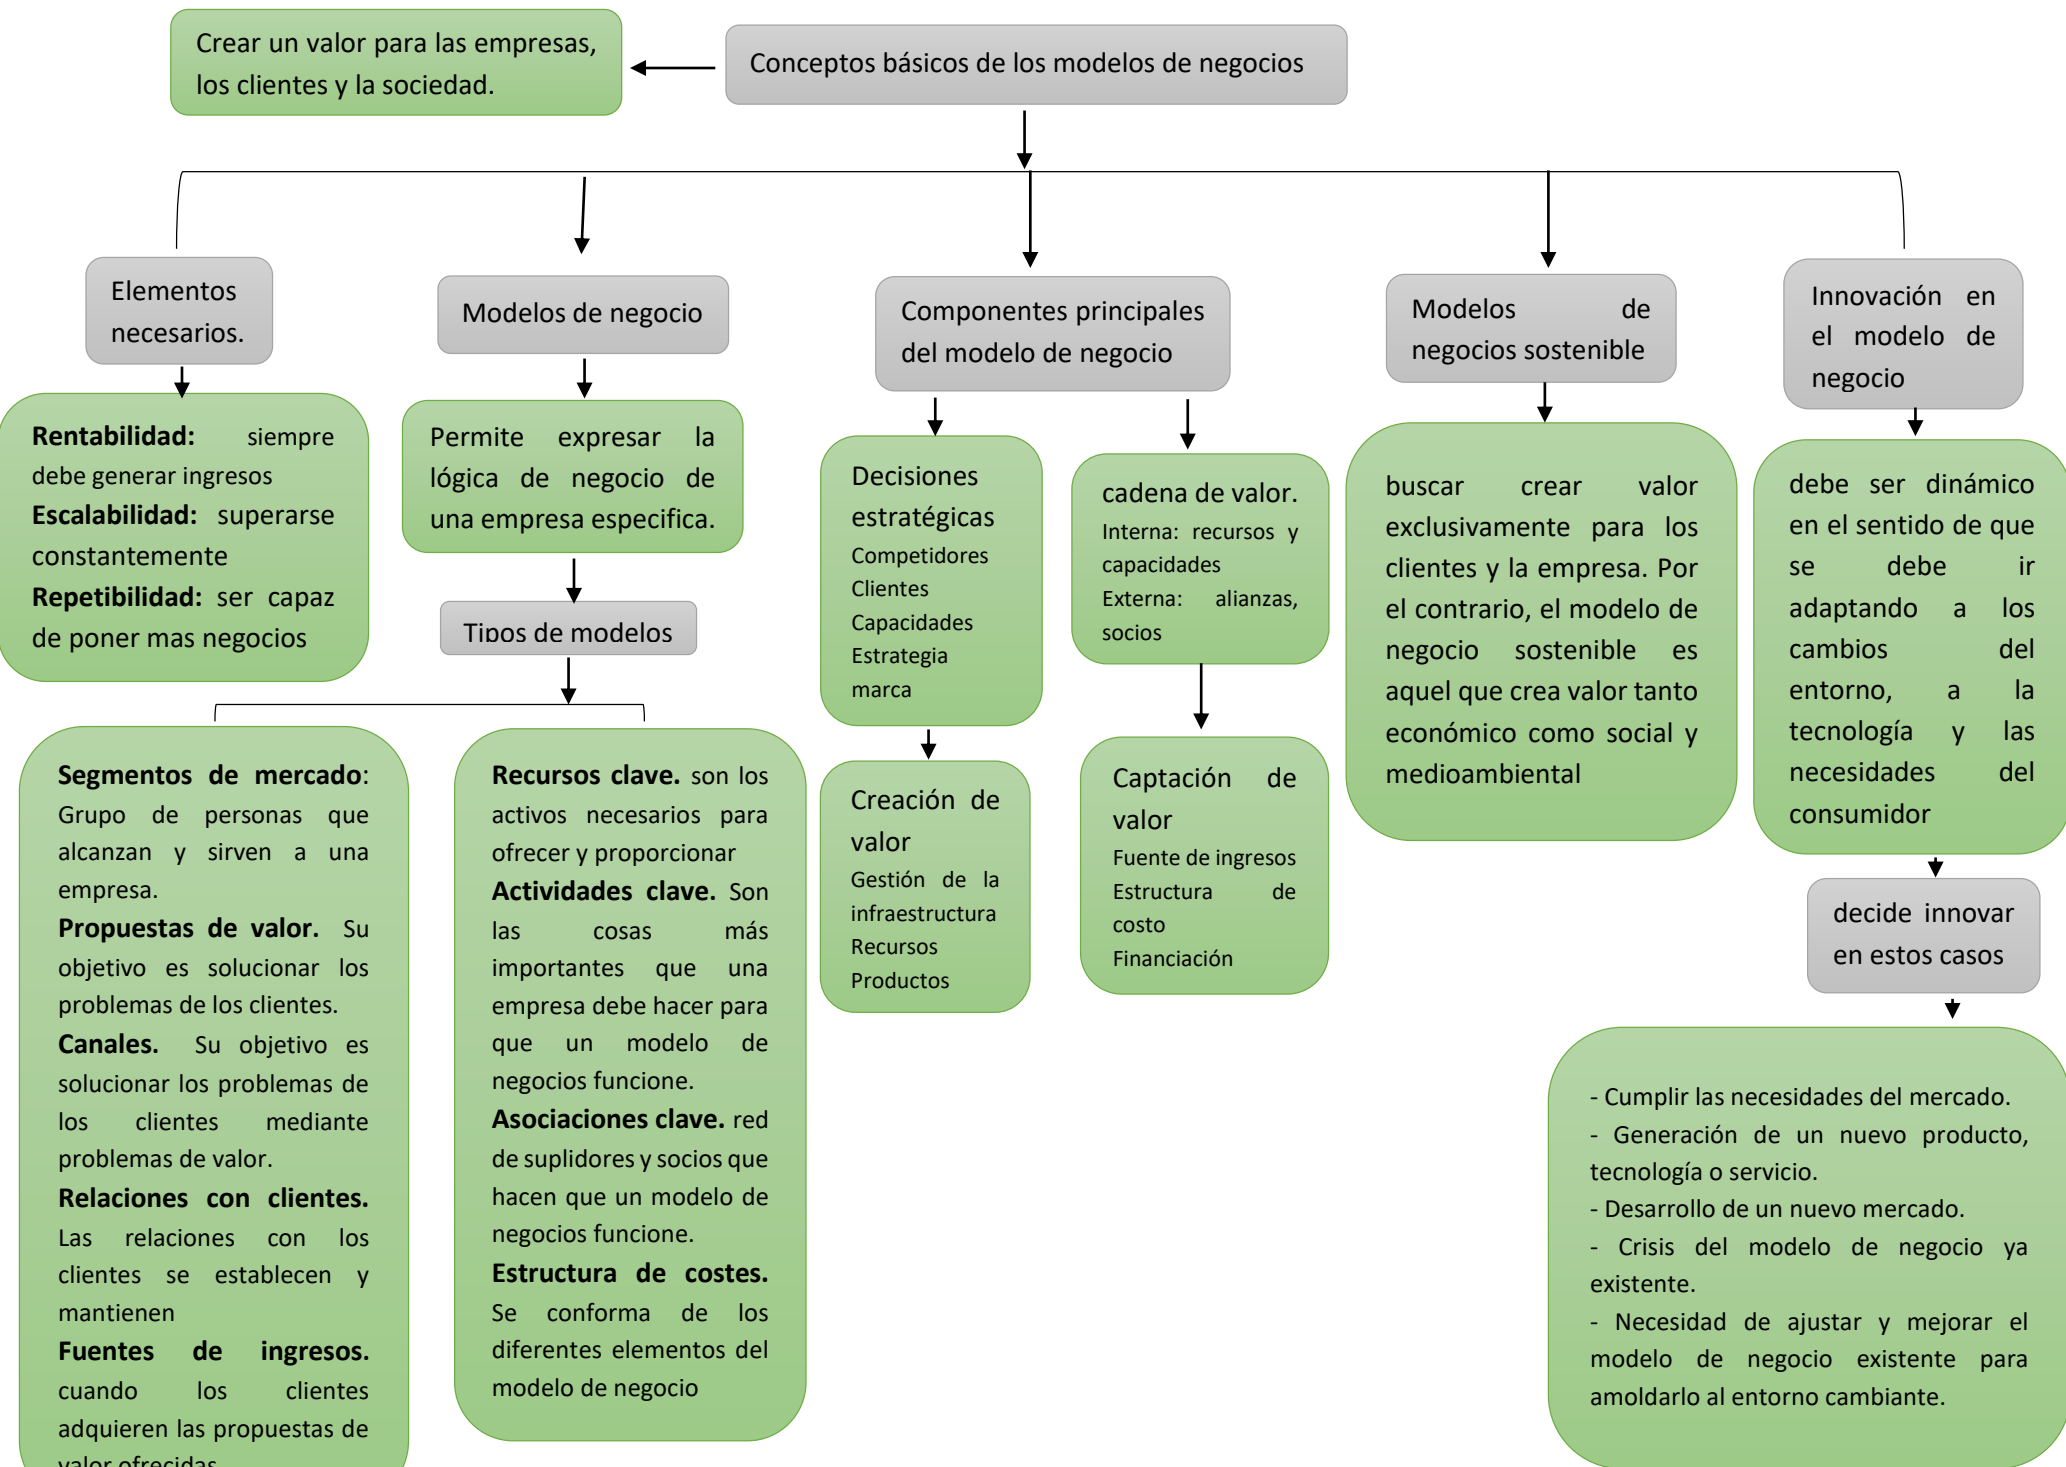 Crear un valor para las empresas,
los clientes y la sociedad.
Conceptos básicos de los modelos de negocios
Elementos
necesarios.
Modelos de negocio
Componentes principales
del modelo de negocio
Modelos de
negocios sostenible
Innovación en
el modelo de
negocio
Rentabilidad: siempre
debe generar ingresos
Escalabilidad: superarse
constantemente
Repetibilidad: ser capaz
de poner mas negocios
Permite expresar la
lógica de negocio de
una empresa especifica.
Tipos de modelos
Segmentos de mercado:
Grupo de personas que
alcanzan y sirven a una
empresa.
Propuestas de valor. Su
objetivo es solucionar los
problemas de los clientes.
Canales. Su objetivo es
solucionar los problemas de
los clientes mediante
problemas de valor.
Relaciones con clientes.
Las relaciones con los
clientes se establecen y
mantienen
Fuentes de ingresos.
cuando los clientes
adquieren las propuestas de
valor ofrecidas
Recursos clave. son los
activos necesarios para
ofrecer y proporcionar
Actividades clave. Son
las cosas más
importantes que una
empresa debe hacer para
que un modelo de
negocios funcione.
Asociaciones clave. red
de suplidores y socios que
hacen que un modelo de
negocios funcione.
Estructura de costes.
Se conforma de los
diferentes elementos del
modelo de negocio
Decisiones
estratégicas
Competidores
Clientes
Capacidades
Estrategia
marca
Creación de
valor
Gestión de la
infraestructura
Recursos
Productos
cadena de valor.
Interna: recursos y
capacidades
Externa: alianzas,
socios
Captación de
valor
Fuente de ingresos
Estructura de
costo
Financiación
buscar crear valor
exclusivamente para los
clientes y la empresa. Por
el contrario, el modelo de
negocio sostenible es
aquel que crea valor tanto
económico como social y
medioambiental
debe ser dinámico
en el sentido de que
se debe ir
adaptando a los
cambios del
entorno, a la
tecnología y las
necesidades del
consumidor
decide innovar
en estos casos
- Cumplir las necesidades del mercado.
- Generación de un nuevo producto,
tecnología o servicio.
- Desarrollo de un nuevo mercado.
- Crisis del modelo de negocio ya
existente.
- Necesidad de ajustar y mejorar el
modelo de negocio existente para
amoldarlo al entorno cambiante.